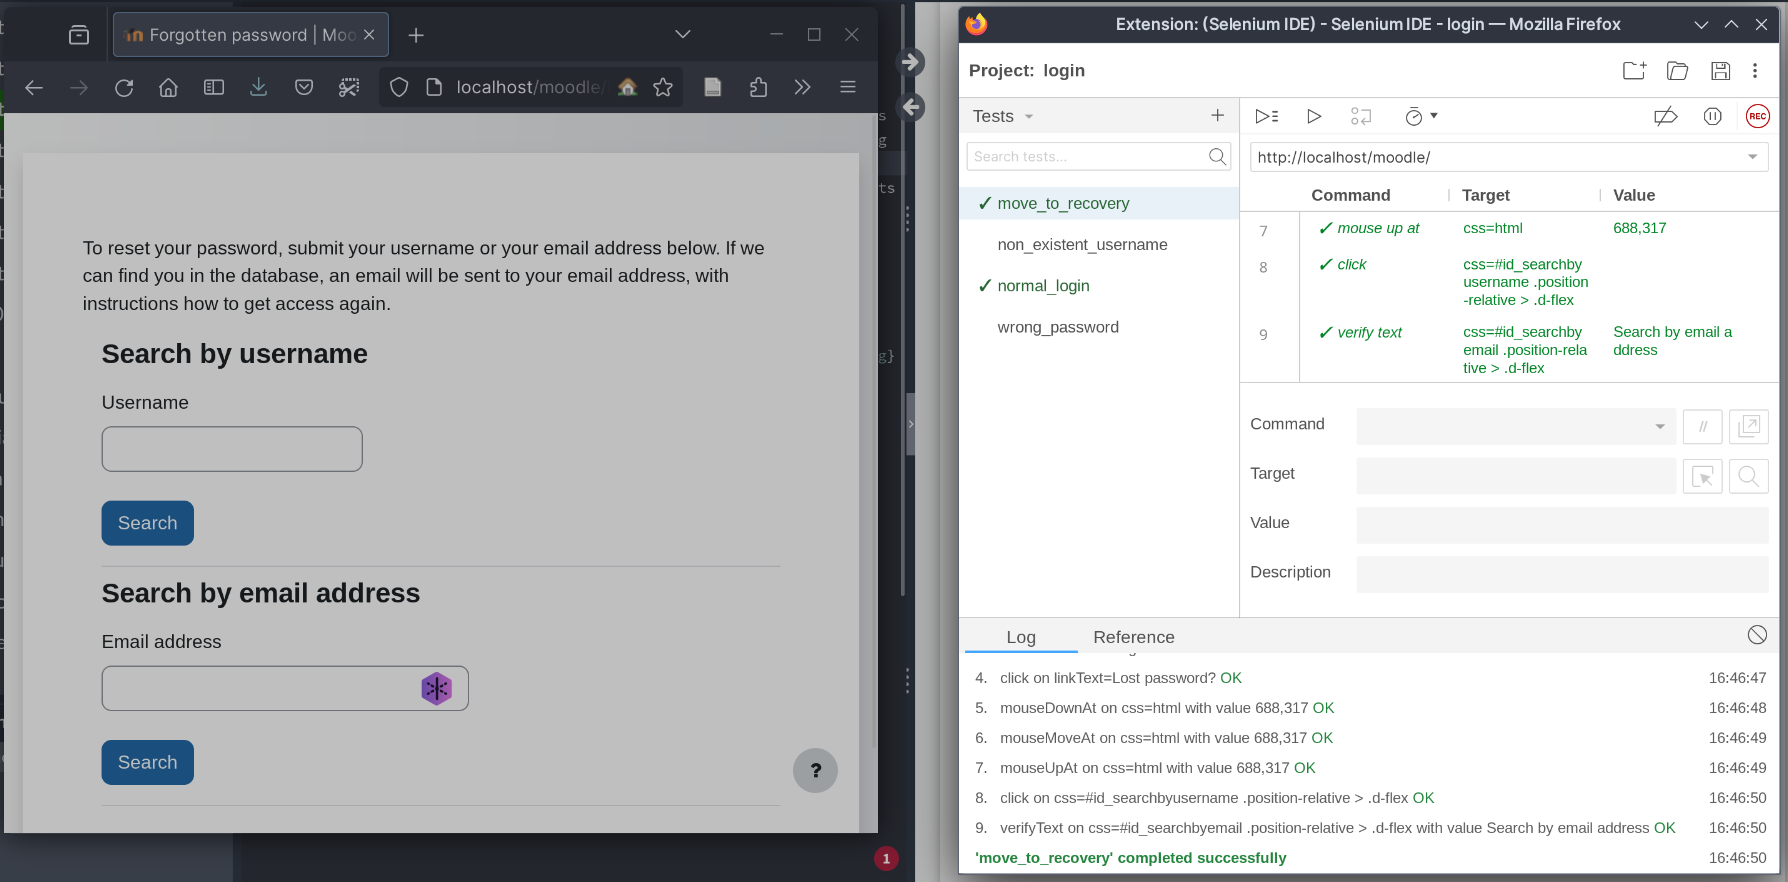 Forgotten password | Moo
localhost/moodle/
To reset your password, submit your username or your email address below. If we
can find you in the database, an email will be sent to your email address, with
instructions how to get access again.
Search by username
Username
Search
Search by email address
Email address
Search
?
1
ts
g}
Extension: (Selenium IDE) - Selenium IDE - login — Mozilla Firefox
Project: login
Tests
Search tests...
✓ move_to_recovery
non_existent_username
✓ normal_login
wrong_password
REC
http://localhost/moodle/
Command Target Value
7 ✓ mouse up at css=html 688,317
8 ✓ click css=#id_searchby
username .position
-relative > .d-flex
9 ✓ verify text css=#id_searchby Search by email a
email .position-rela ddress
tive > .d-flex
Command
//
Target
Value
Description
Log Reference
4. click on linkText=Lost password? OK 16:46:47
5. mouseDownAt on css=html with value 688,317 OK 16:46:48
6. mouseMoveAt on css=html with value 688,317 OK 16:46:49
7. mouseUpAt on css=html with value 688,317 OK 16:46:49
8. click on css=#id_searchbyusername .position-relative > .d-flex OK 16:46:50
9. verifyText on css=#id_searchbyemail .position-relative > .d-flex with value Search by email address OK 16:46:50
'move_to_recovery' completed successfully 16:46:50